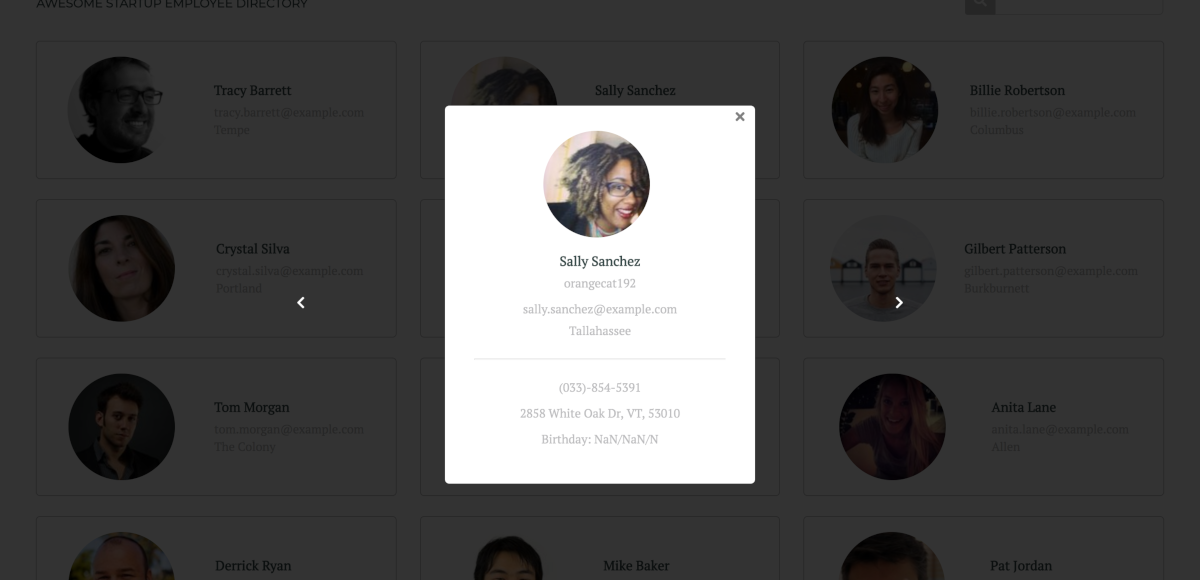 AWESOME STARTUP EMPLOYEE DIRECTORY
Tracy Barrett
tracy.barrett@example.com
Tempe
Sally Sanchez
Billie Robertson
billie.robertson@example.com
Columbus
Sally Sanchez
orangecat192
sally.sanchez@example.com
Tallahassee
(033)-854-5391
2858 White Oak Dr, VT, 53010
Birthday: NaN/NaN/N
Crystal Silva
crystal.silva@example.com
Portland
Gilbert Patterson
gilbert.patterson@example.com
Burkburnett
Tom Morgan
tom.morgan@example.com
The Colony
Anita Lane
anita.lane@example.com
Allen
Derrick Ryan
Mike Baker
Pat Jordan